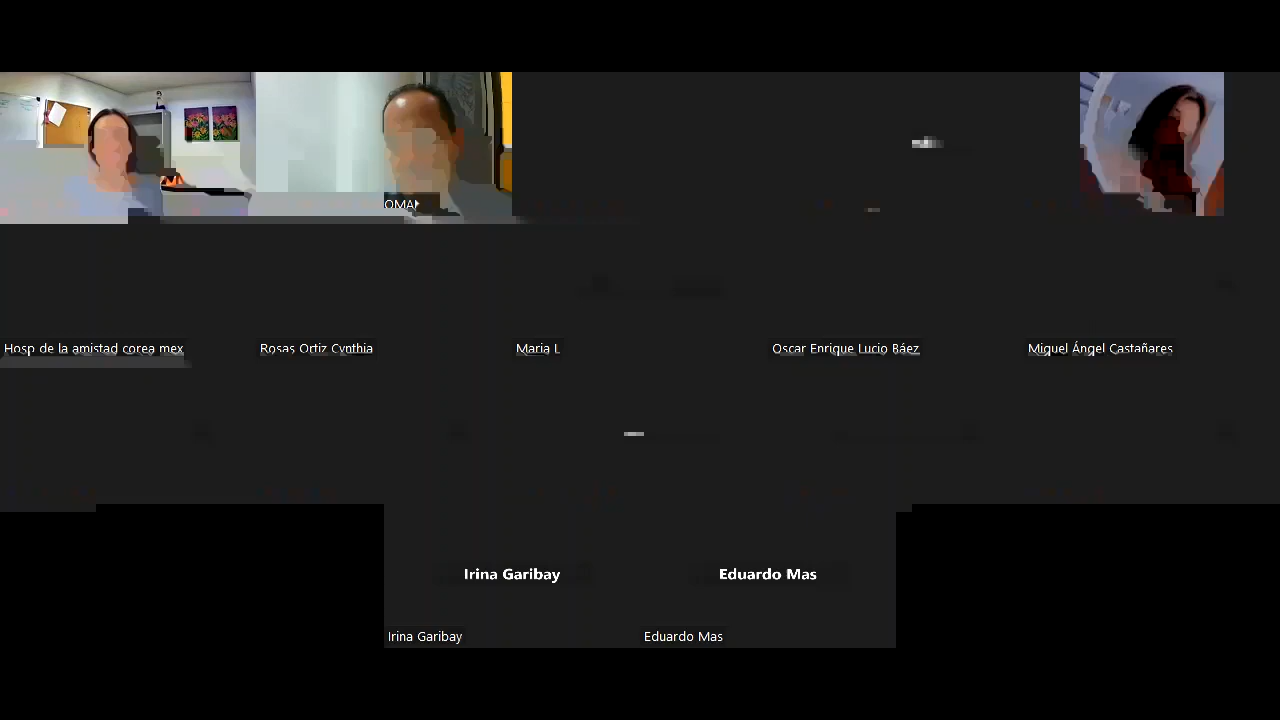 OMA
Hosp de la amistad corea mex
Rosas Ortiz Cynthia
Maria L
Oscar Enrique Lucio Báez
Miguel Ángel Castañares
Irina Garibay
Eduardo Mas
Irina Garibay
Eduardo Mas